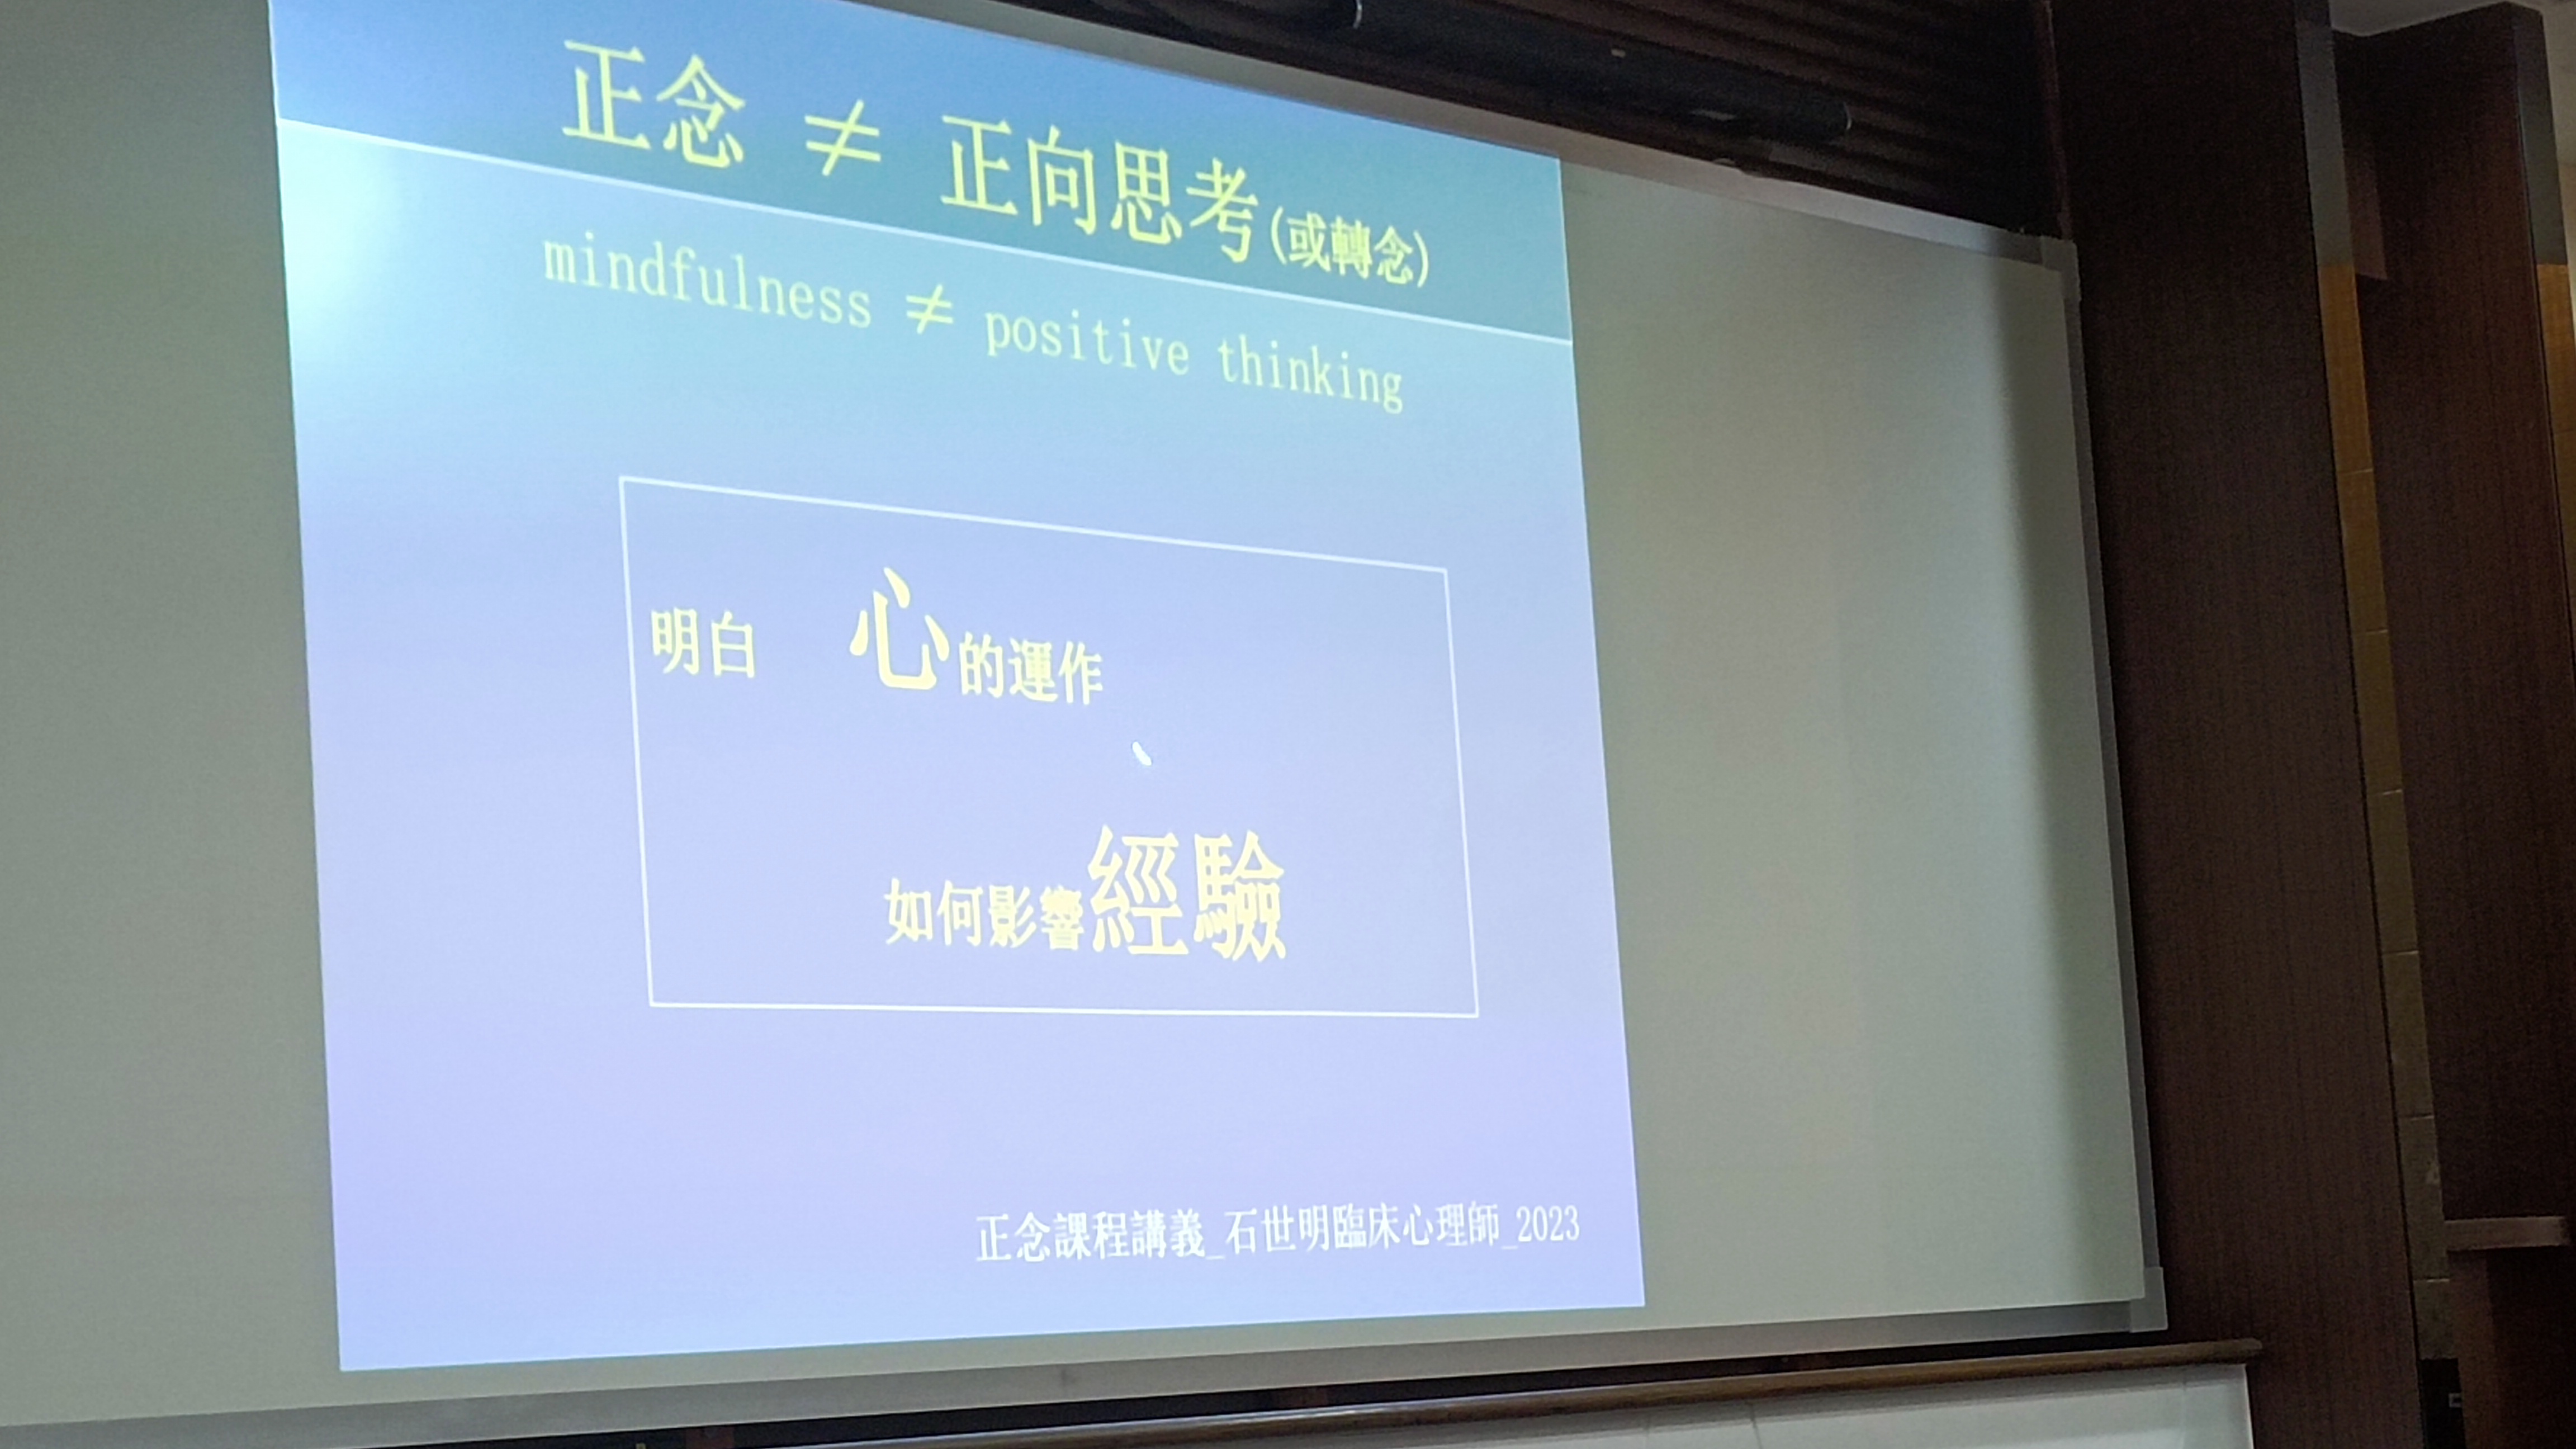 正念 ≠ 正向思考(或轉念)
mindfulness ≠ positive thinking
明白 心的運作
如何影響經驗
正念課程講義_石世明臨床心理師_2023